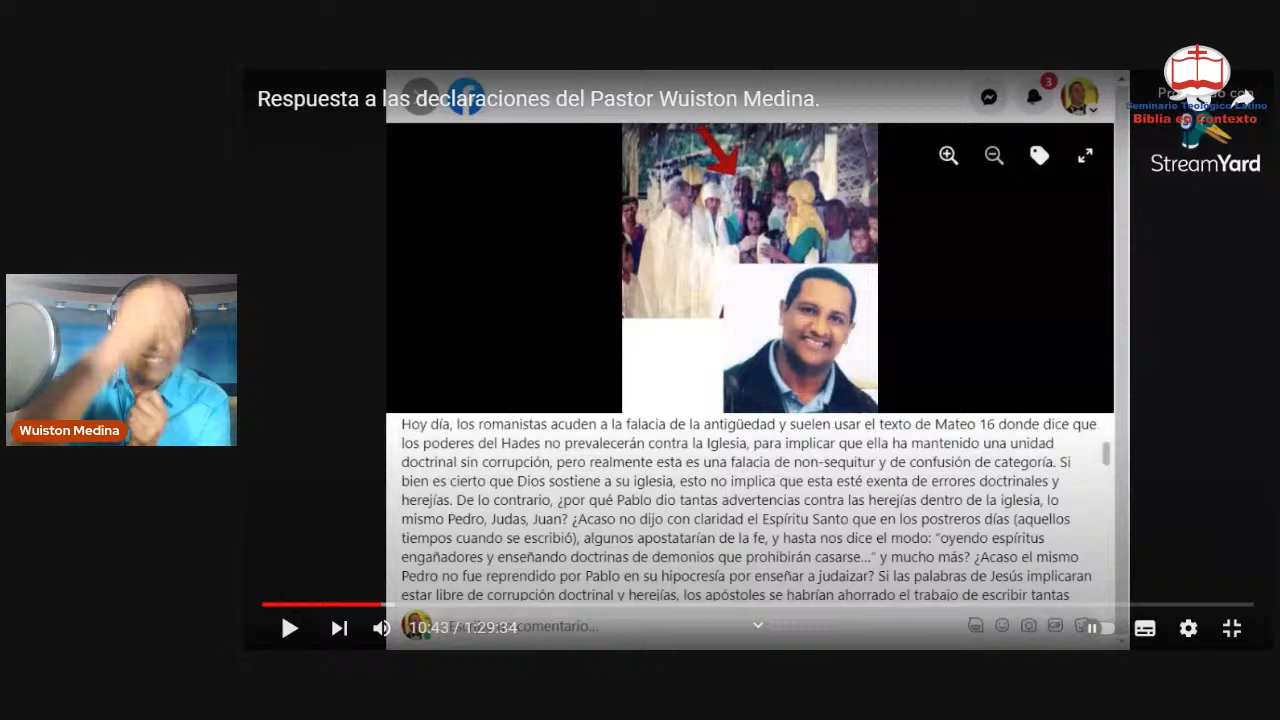 Respuesta a las declaraciones del Pastor Wuiston Medina.
3
Seminario Teológico Latino
Biblia en Contexto
StreamYard
Wuiston Medina
Hoy día, los romanistas acuden a la falacia de la antigüedad y suelen usar el texto de Mateo 16 donde dice que
los poderes del Hades no prevalecerán contra la Iglesia, para implicar que ella ha mantenido una unidad
doctrinal sin corrupción, pero realmente esta es una falacia de non-sequitur y de confusión de categoría. Si
bien es cierto que Dios sostiene a su iglesia, esto no implica que esta esté exenta de errores doctrinales y
herejías. De lo contrario, ¿por qué Pablo dio tantas advertencias contra las herejías dentro de la iglesia, lo
mismo Pedro, Judas, Juan? ¿Acaso no dijo con claridad el Espíritu Santo que en los postreros días (aquellos
tiempos cuando se escribió), algunos apostatarían de la fe, y hasta nos dice el modo: “oyendo espíritus
engañadores y enseñando doctrinas de demonios que prohibirán casarse...” y mucho más? ¿Acaso el mismo
Pedro no fue reprendido por Pablo en su hipocresía por enseñar a judaizar? Si las palabras de Jesús implicaran
estar libre de corrupción doctrinal y herejías, los apóstoles se habrían ahorrado el trabajo de escribir tantas
10:43 / 1:29:34 comentario...
GIF